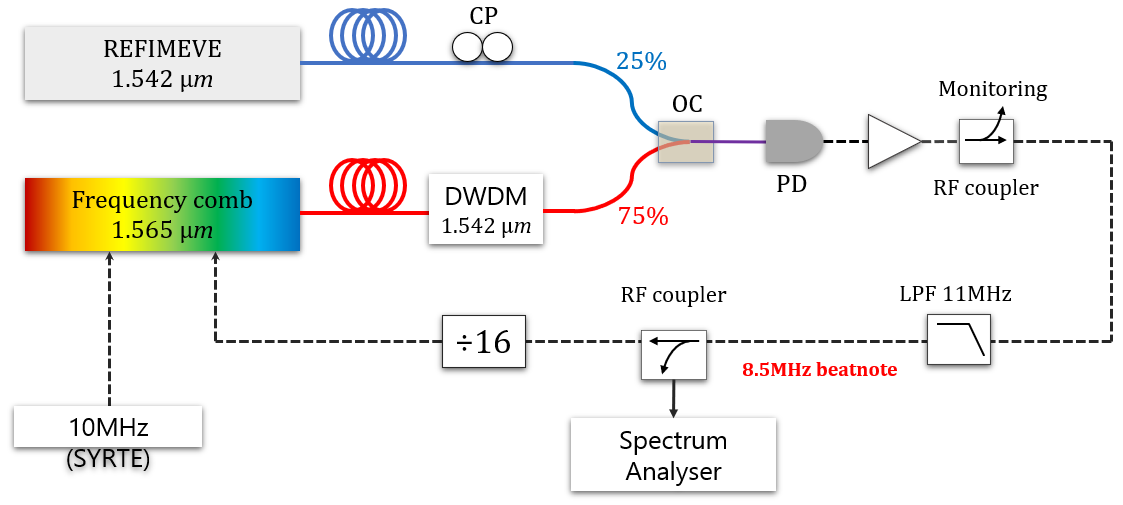 REFIMEVE
1.542 μm
CP
25%
OC
Monitoring
PD
RF coupler
Frequency comb
1.565 μm
DWDM
1.542 μm
75%
RF coupler
LPF 11MHz
÷16
8.5MHz beatnote
10MHz
(SYRTE)
Spectrum
Analyser